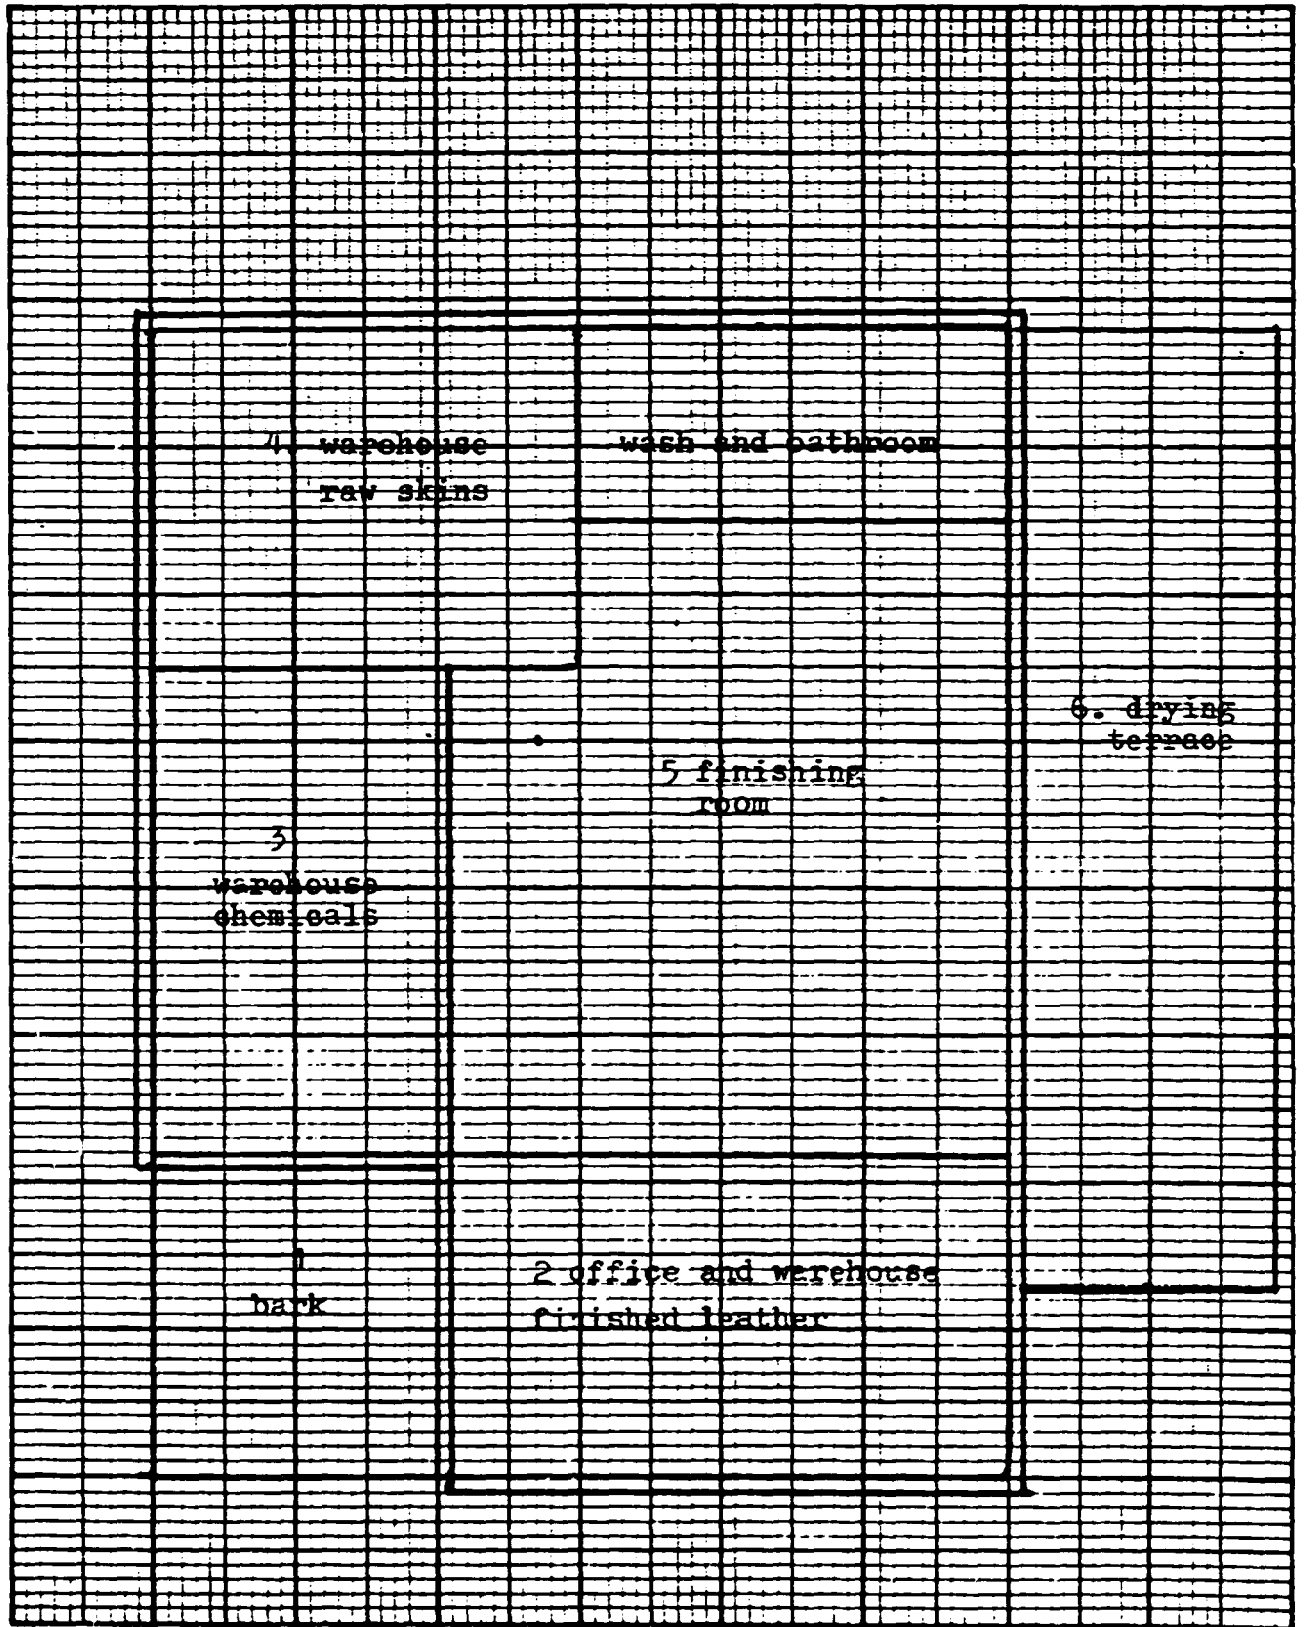 4. warehouse
raw skins
wash and bathroom
6. drying
terrace
5 finishing
room
3
warehouse
chemicals
1
bark
2 office and warehouse
finished leather